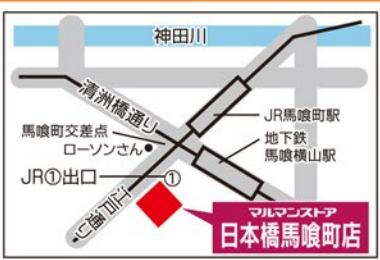 神田川
清洲橋通り
JR馬喰町駅
馬喰町交差点
ローソンさん
地下鉄
馬喰横山駅
JR①出口
①
江戸通り
マルマンストア
日本橋馬喰町店